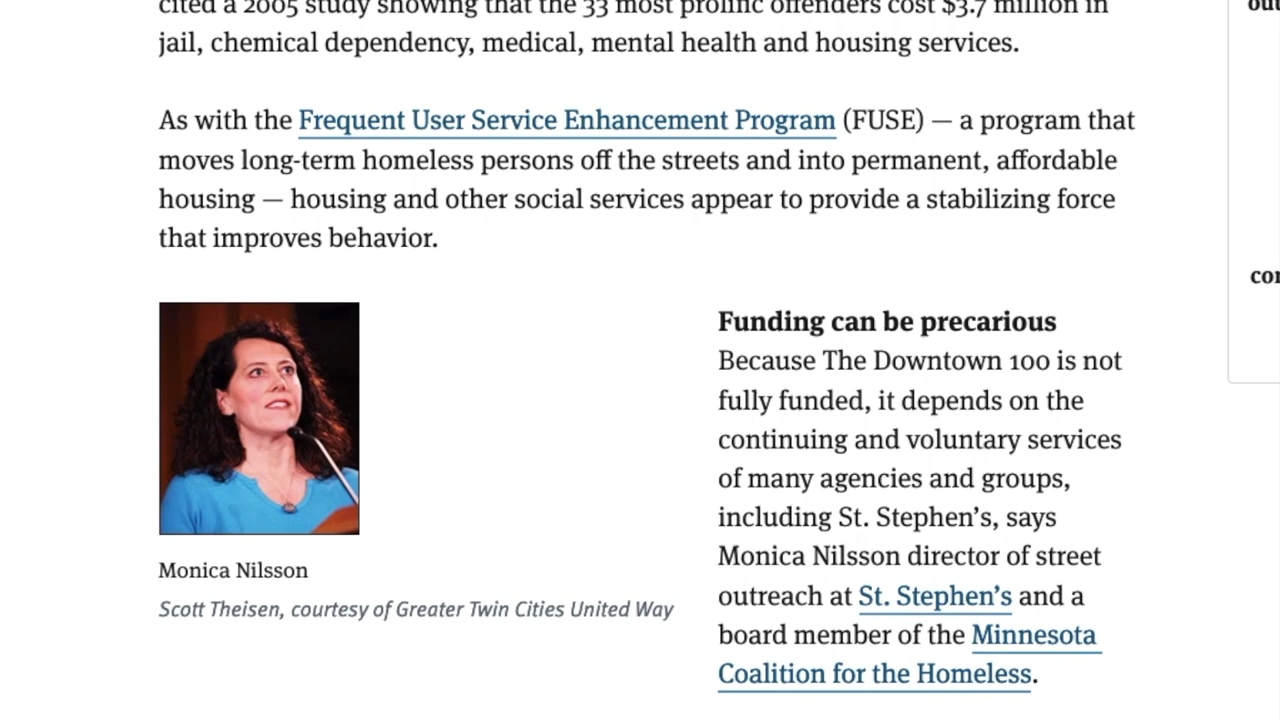 cited a 2005 study showing that the 33 most prolific offenders cost $3.7 million in
jail, chemical dependency, medical, mental health and housing services.
As with the Frequent User Service Enhancement Program (FUSE) — a program that
moves long-term homeless persons off the streets and into permanent, affordable
housing — housing and other social services appear to provide a stabilizing force
that improves behavior.
Monica Nilsson
Scott Theisen, courtesy of Greater Twin Cities United Way
Funding can be precarious
Because The Downtown 100 is not
fully funded, it depends on the
continuing and voluntary services
of many agencies and groups,
including St. Stephen’s, says
Monica Nilsson director of street
outreach at St. Stephen’s and a
board member of the Minnesota
Coalition for the Homeless.